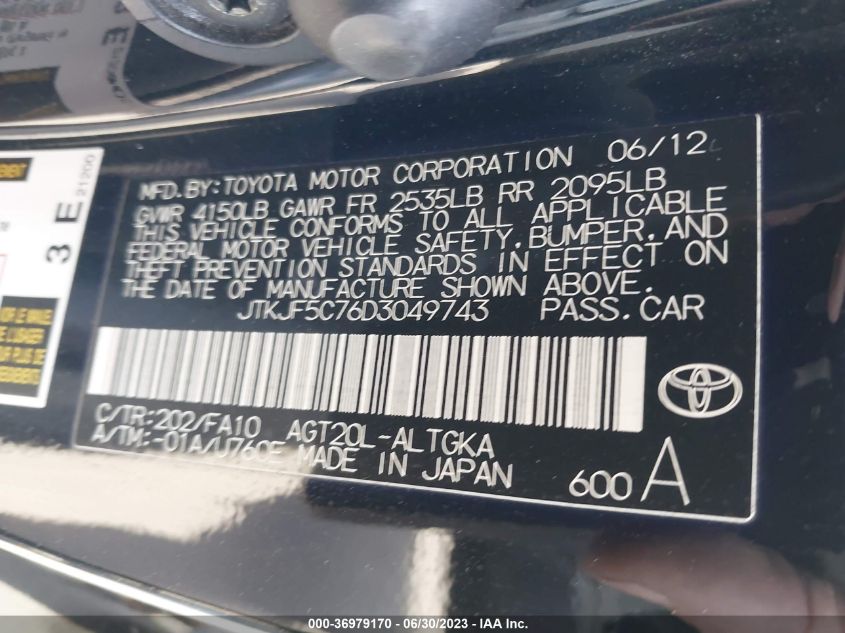 3 E
21200
MFD.BY:TOYOTA MOTOR CORPORATION 06/12
GVWR 4150LB GAWR FR 2535LB RR 2095LB
THIS VEHICLE CONFORMS TO ALL APPLICABLE
FEDERAL MOTOR VEHICLE SAFETY,BUMPER,AND
THEFT PREVENTION STANDARDS IN EFFECT ON
THE DATE OF MANUFACTURE SHOWN ABOVE.
JTKJF5C76D3049743 PASS.CAR
C/TR:202/FA10 AGT20L-ALTGKA
A/TM:-01A/U760E MADE IN JAPAN
600 A
000-36979170 - 06/30/2023 - IAA Inc.